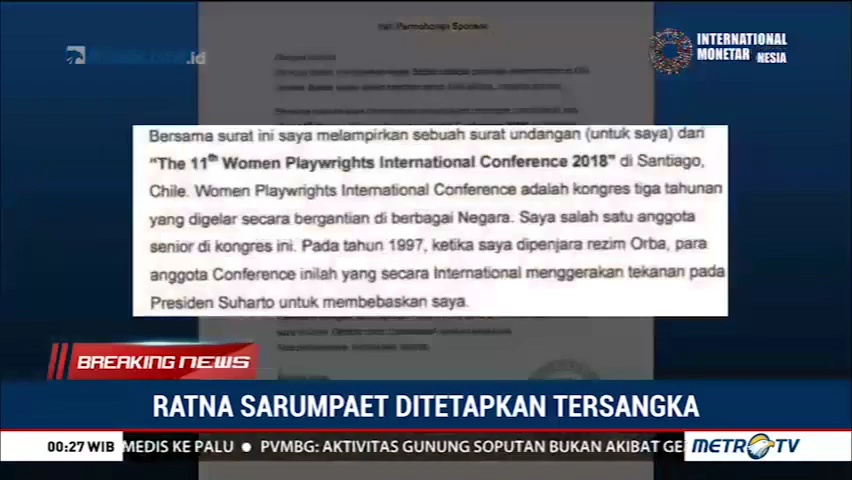 hal: Permohonan Sponsor
INTERNATIONAL
MONETAR
NESIA
.id
Bersama surat ini saya melampirkan sebuah surat undangan (untuk saya) dari
"The 11th Women Playwrights International Conference 2018" di Santiago,
Chile. Women Playwrights International Conference adalah kongres tiga tahunan
yang digelar secara bergantian di berbagai Negara. Saya salah satu anggota
senior di kongres ini. Pada tahun 1997, ketika saya dipenjara rezim Orba, para
anggota Conference inilah yang secara International menggerakan tekanan pada
Presiden Suharto untuk membebaskan saya.
BREAKING NEWS
RATNA SARUMPAET DITETAPKAN TERSANGKA
00:27 WIB MEDIS KE PALU ● PVMBG: AKTIVITAS GUNUNG SOPUTAN BUKAN AKIBAT GE
METRO TV